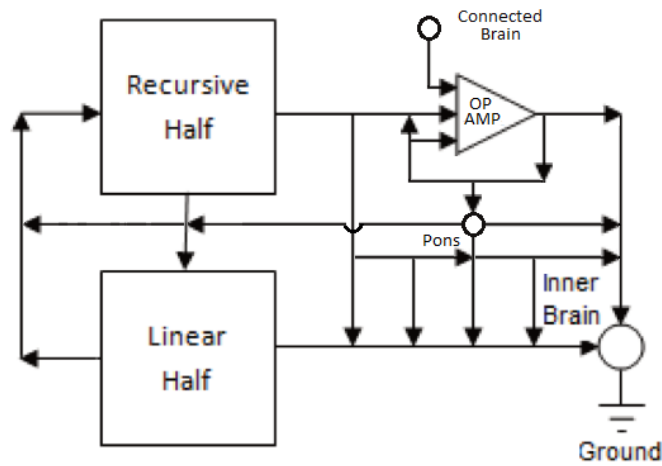 Connected
Brain
Recursive
Half
OP
AMP
Pons
Inner
Brain
Linear
Half
Ground